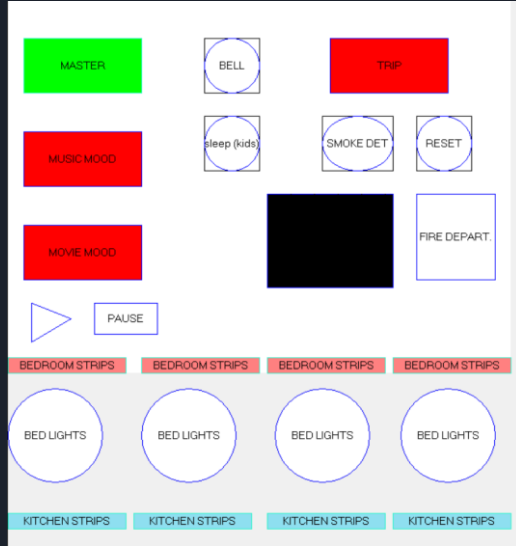 MASTER
BELL
TRIP
MUSIC MOOD
sleep (kids)
SMOKE DET
RESET
MOVIE MOOD
FIRE DEPART.
PAUSE
BEDROOM STRIPS
BEDROOM STRIPS
BEDROOM STRIPS
BEDROOM STRIPS
BED LIGHTS
BED LIGHTS
BED LIGHTS
BED LIGHTS
KITCHEN STRIPS
KITCHEN STRIPS
KITCHEN STRIPS
KITCHEN STRIPS